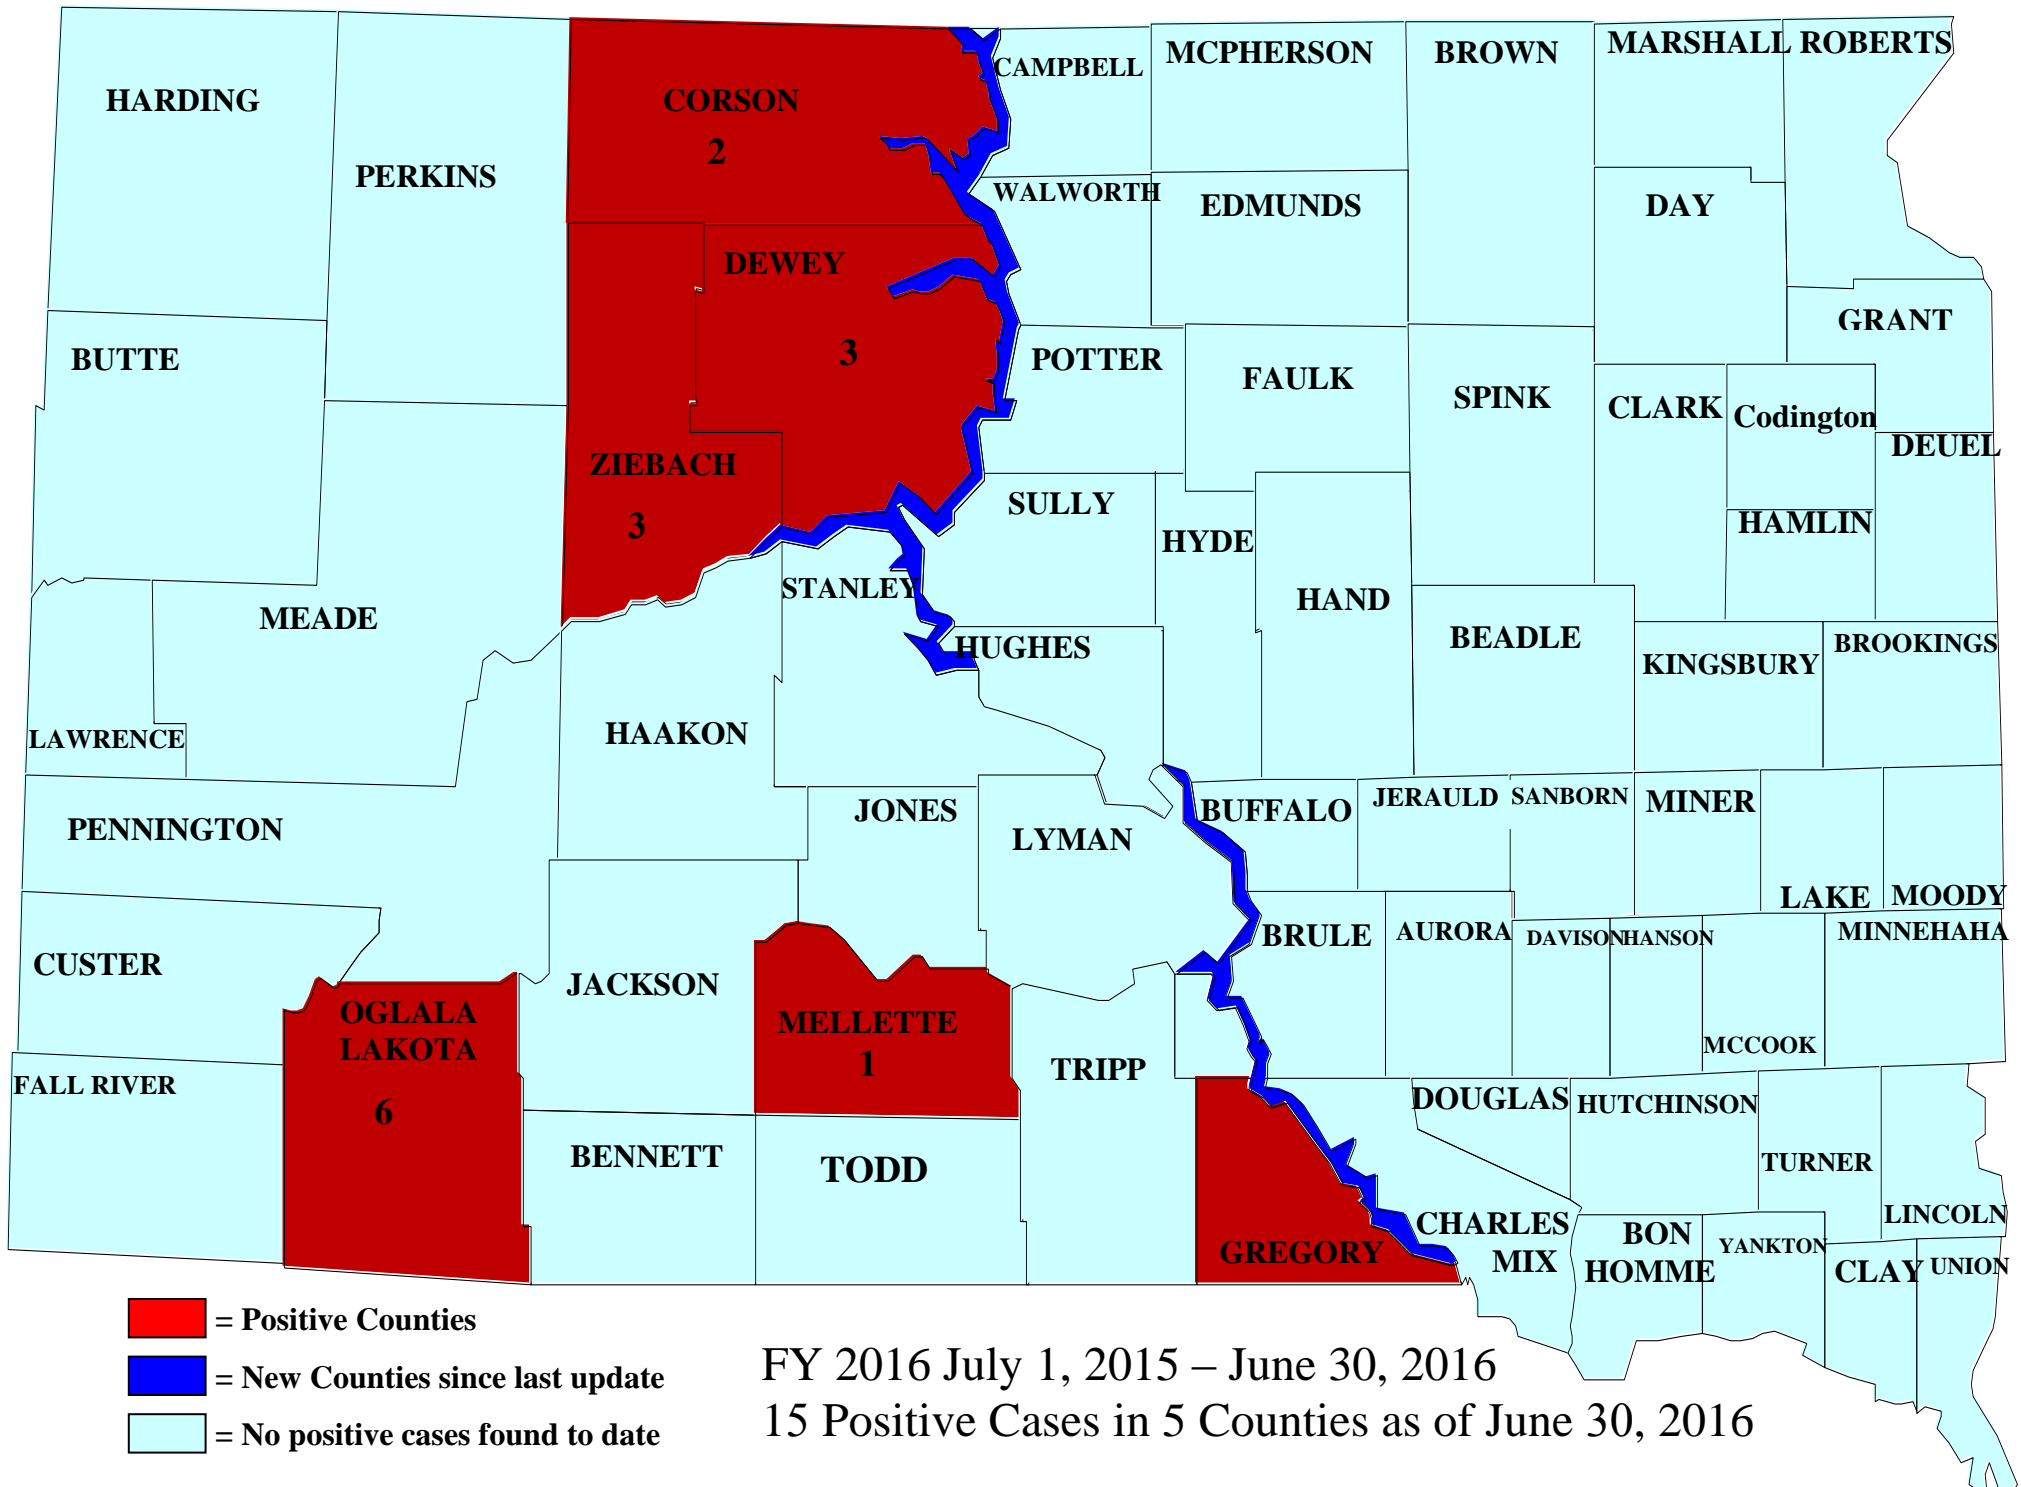 HARDING
PERKINS
CORSON
2
CAMPBELL
MCPHERSON
BROWN
MARSHALL
ROBERTS
WALWORTH
EDMUNDS
DAY
DEWEY
3
BUTTE
POTTER
FAULK
SPINK
GRANT
CLARK
Codington
DEUEL
ZIEBACH
3
SULLY
HYDE
HAMLIN
STANLEY
HAND
MEADE
HUGHES
BEADLE
KINGSBURY
BROOKINGS
LAWRENCE
HAAKON
PENNINGTON
JONES
LYMAN
BUFFALO
JERAULD
SANBORN
MINER
LAKE
MOODY
CUSTER
JACKSON
BRULE
AURORA
DAVISON
HANSON
MINNEHAHA
OGLALA
LAKOTA
6
MELLETTE
1
MCCOOK
FALL RIVER
TRIPP
DOUGLAS
HUTCHINSON
BENNETT
TODD
TURNER
GREGORY
CHARLES
MIX
BON
HOMME
YANKTON
LINCOLN
CLAY
UNION
= Positive Counties
= New Counties since last update
= No positive cases found to date
FY 2016 July 1, 2015 – June 30, 2016
15 Positive Cases in 5 Counties as of June 30, 2016